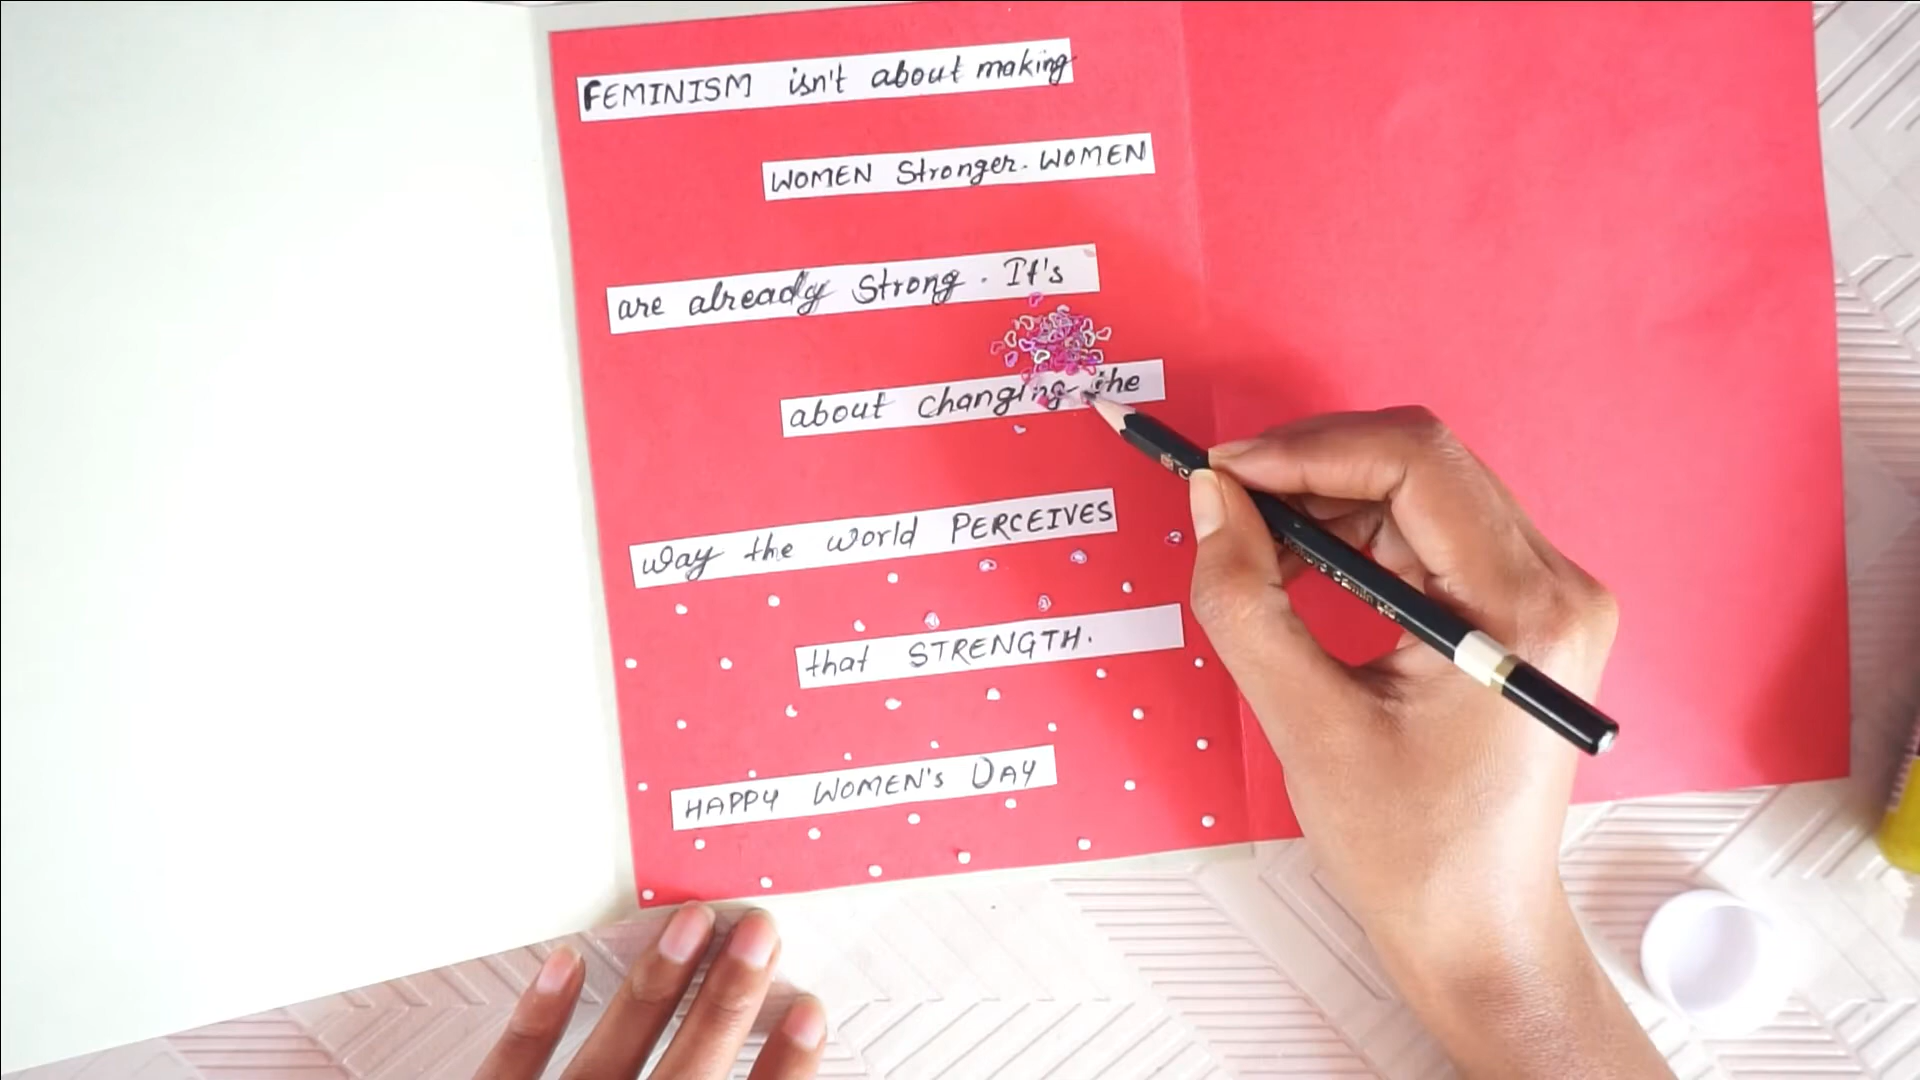 FEMINISM isn't about making
WOMEN Stronger. WOMEN
are already Strong. It's
about changing the
way the world PERCEIVES
that STRENGTH.
HAPPY WOMEN's DAY